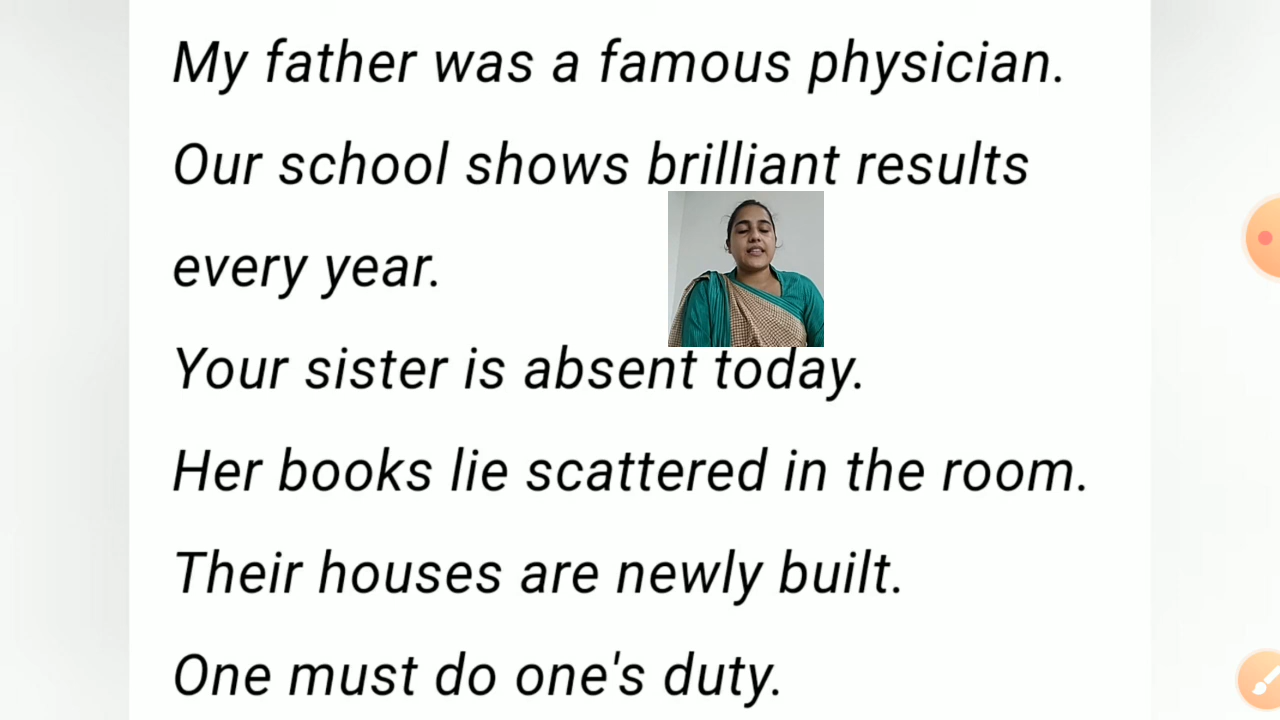 My father was a famous physician.
Our school shows brilliant results
every year.
Your sister is absent today.
Her books lie scattered in the room.
Their houses are newly built.
One must do one's duty.